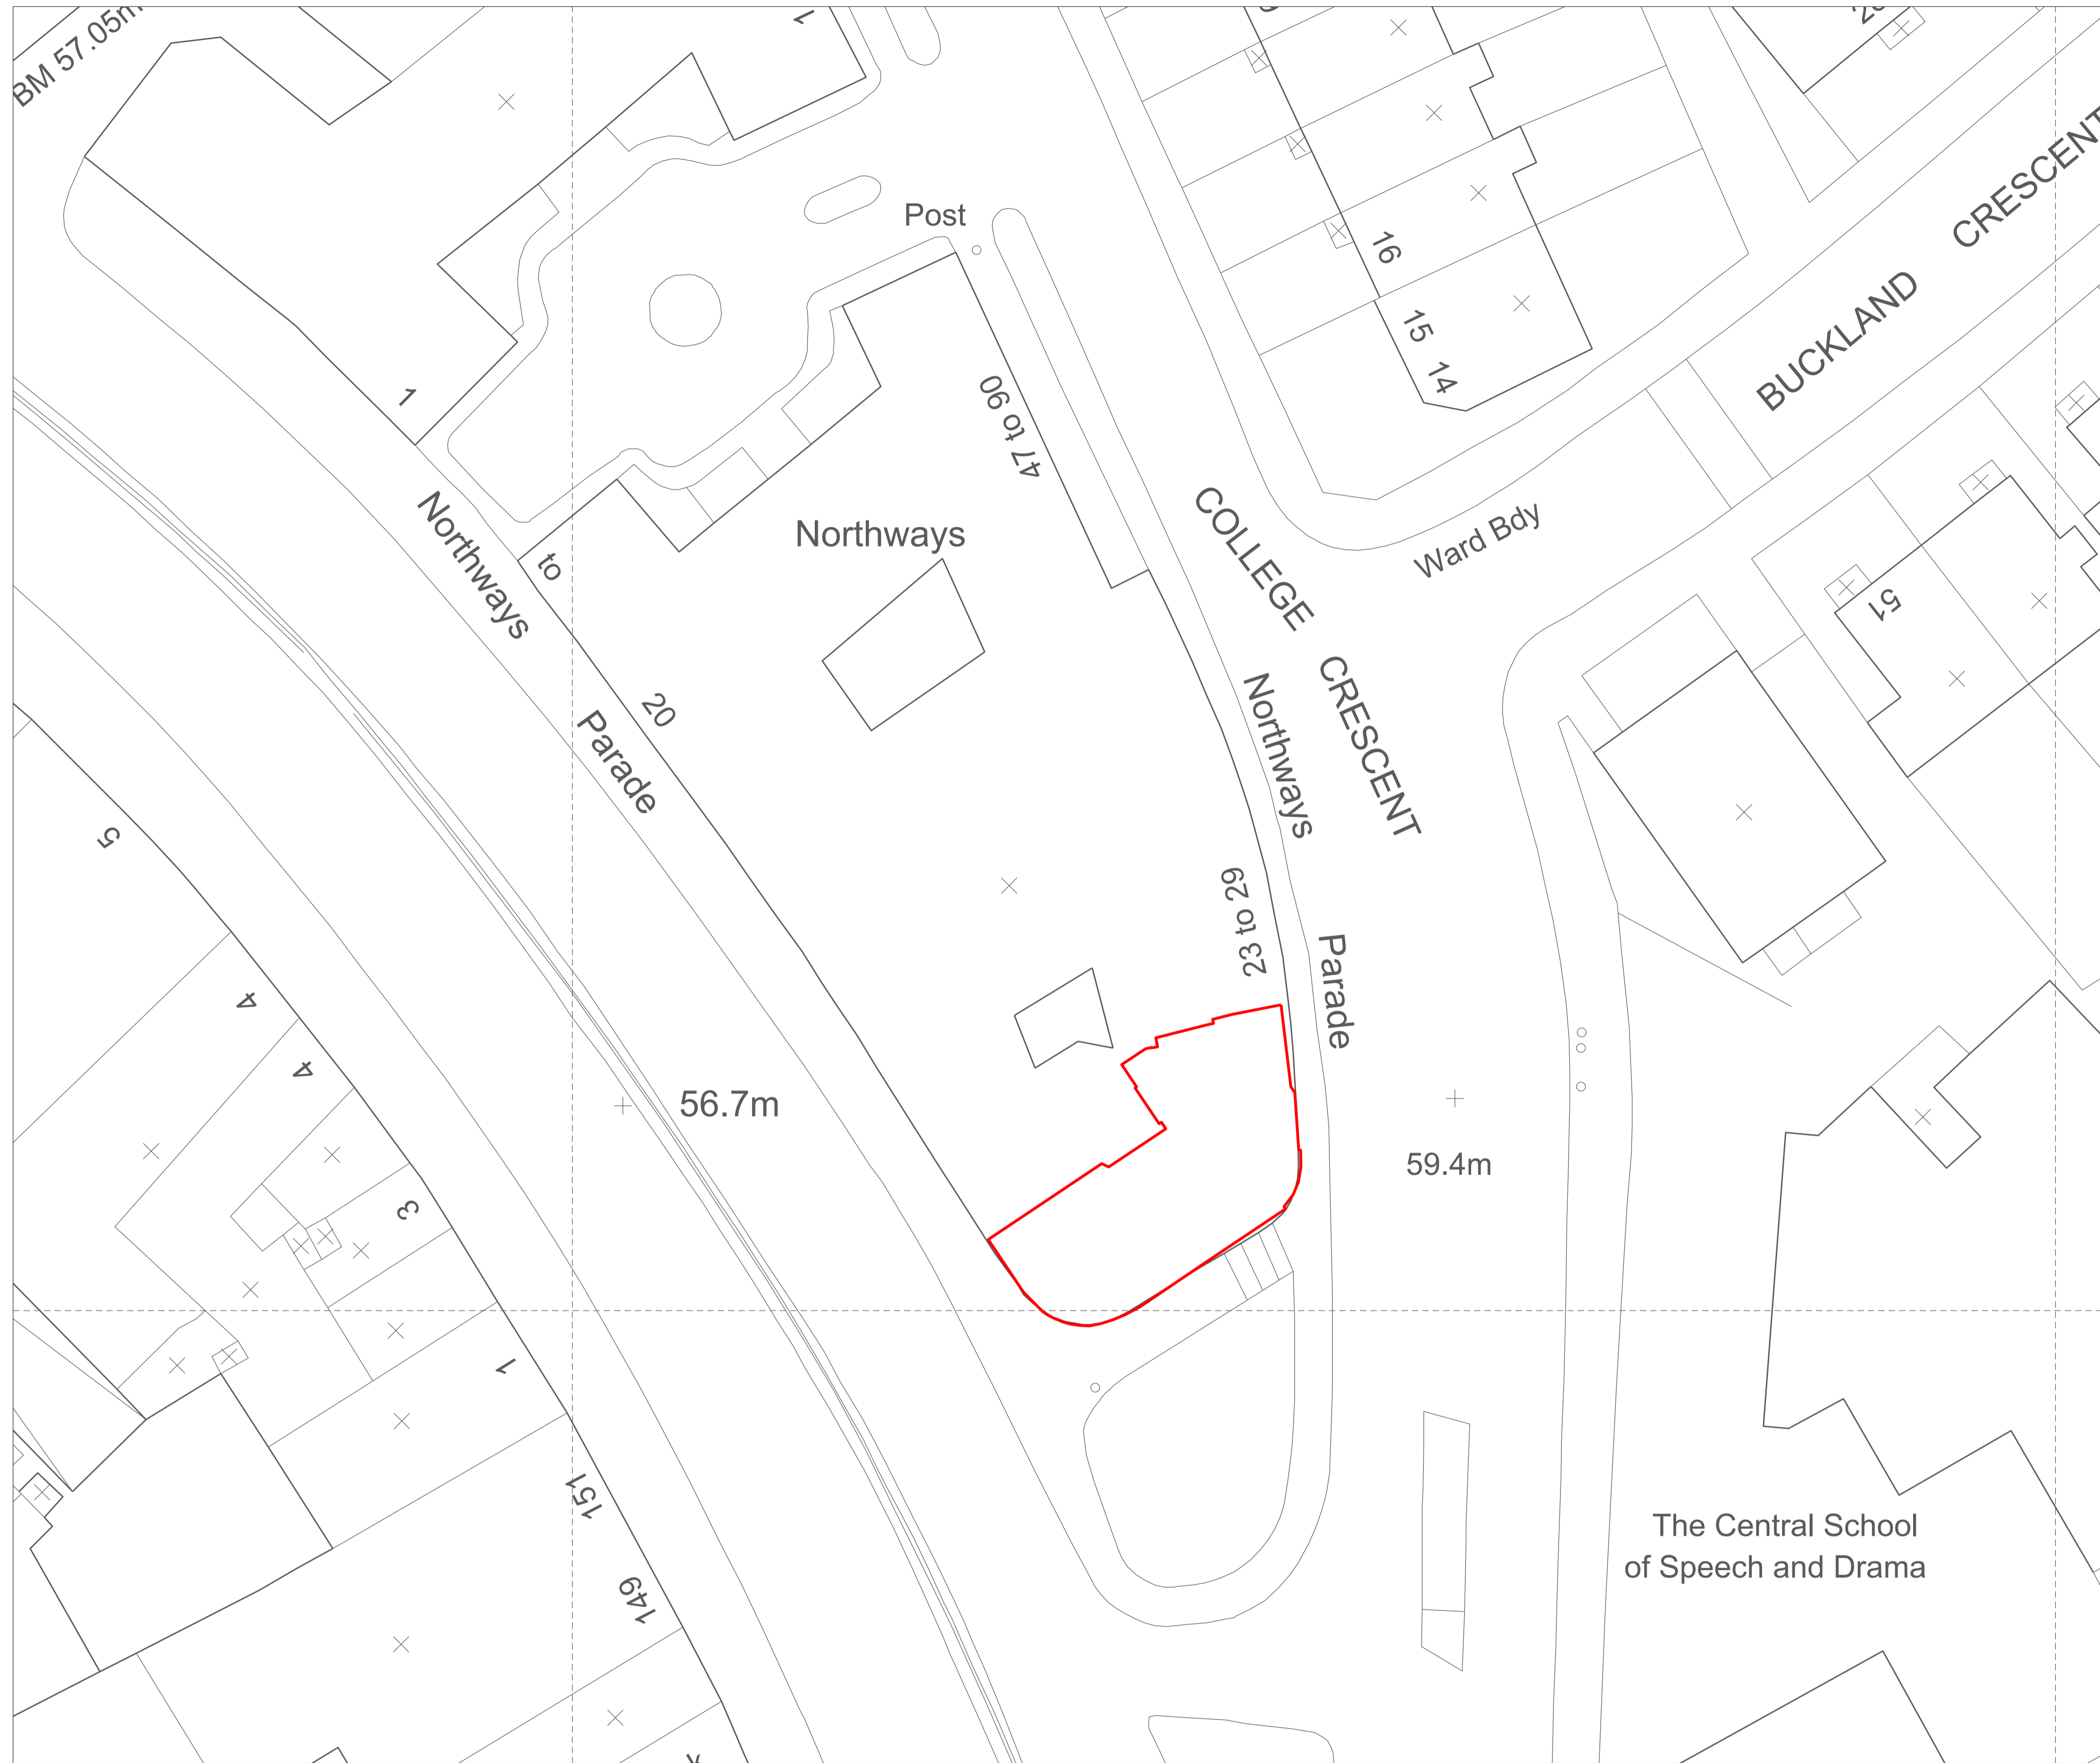 BM 57.05m
1
Post
16
15
14
BUCKLAND
CRESCENT
1
to
20
Northways
Parade
Northways
47 to 90
COLLEGE
CRESCENT
Ward Bdy
51
Northways
Parade
23 to 29
5
4
4
3
1
151
149
56.7m
59.4m
The Central School
of Speech and Drama